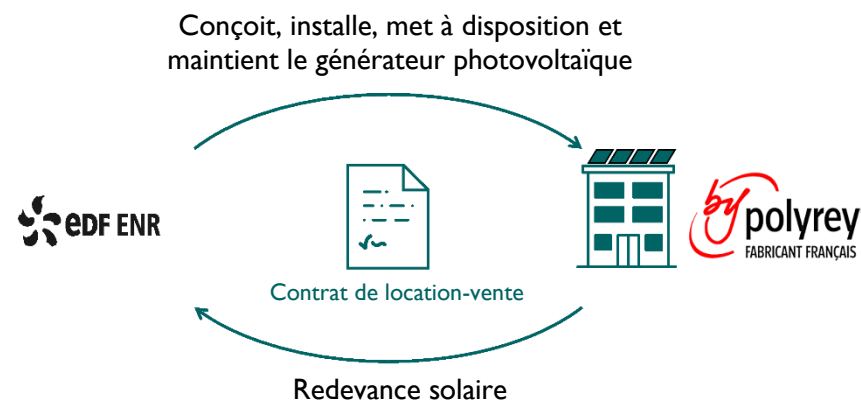 Conçoit, installe, met à disposition et
maintient le générateur photovoltaïque
eDF ENR
Contrat de location-vente
by polyrey
FABRICANT FRANÇAIS
Redevance solaire